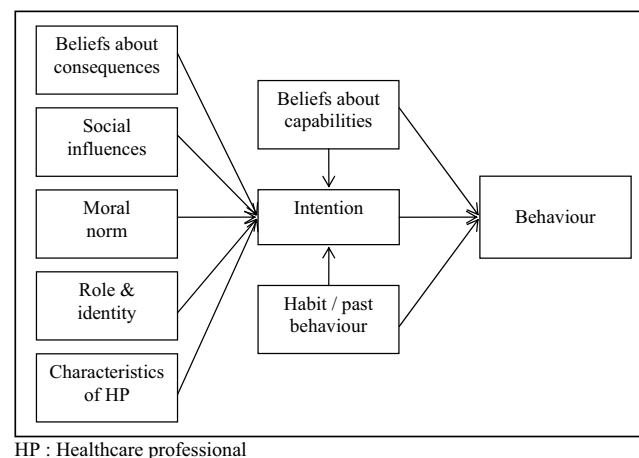 Beliefs about
consequences
Social
influences
Moral
norm
Role &
identity
Characteristics
of HP
Beliefs about
capabilities
Intention
Habit / past
behaviour
Behaviour
HP : Healthcare professional